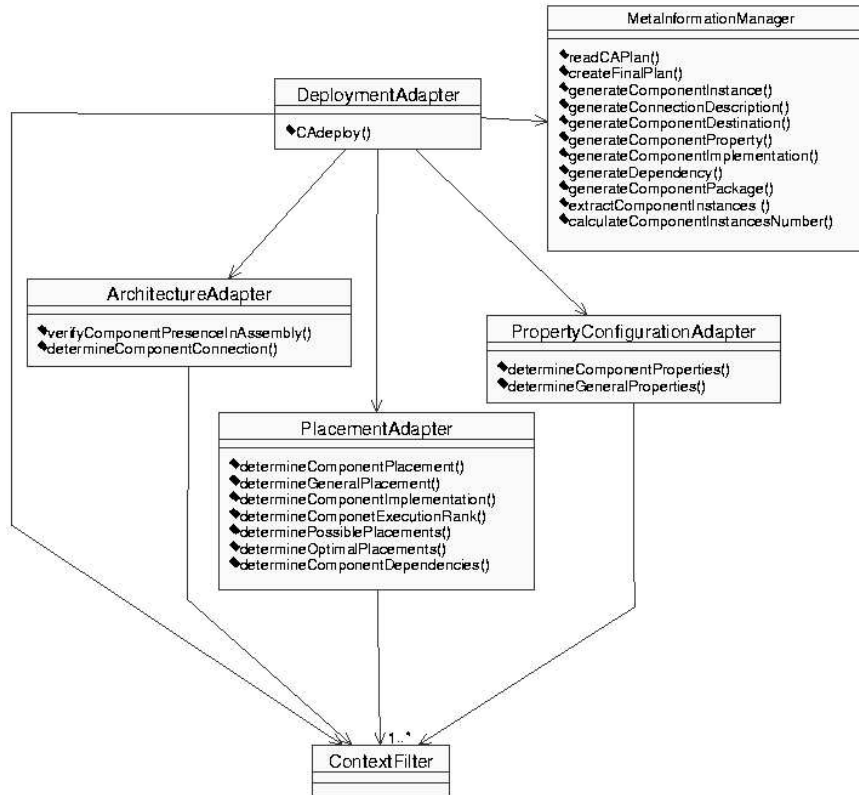 MetaInformationManager
readCAPlan()
createFinalPlan()
generateComponentInstance()
generateConnectionDescription()
generateComponentDestination()
generateComponentProperty()
generateComponentImplementation()
generateDependency()
generateComponentPackage()
extractComponentInstances ()
calculateComponentInstancesNumber()
DeploymentAdapter
CAdeploy()
ArchitectureAdapter
verifyComponentPresenceInAssembly()
determineComponentConnection()
PropertyConfigurationAdapter
determineComponentProperties()
determineGeneralProperties()
PlacementAdapter
determineComponentPlacement()
determineGeneralPlacement()
determineComponentImplementation()
determineComponetExecutionRank()
determinePossiblePlacements()
determineOptimalPlacements()
determineComponentDependencies()
1..*
ContextFilter